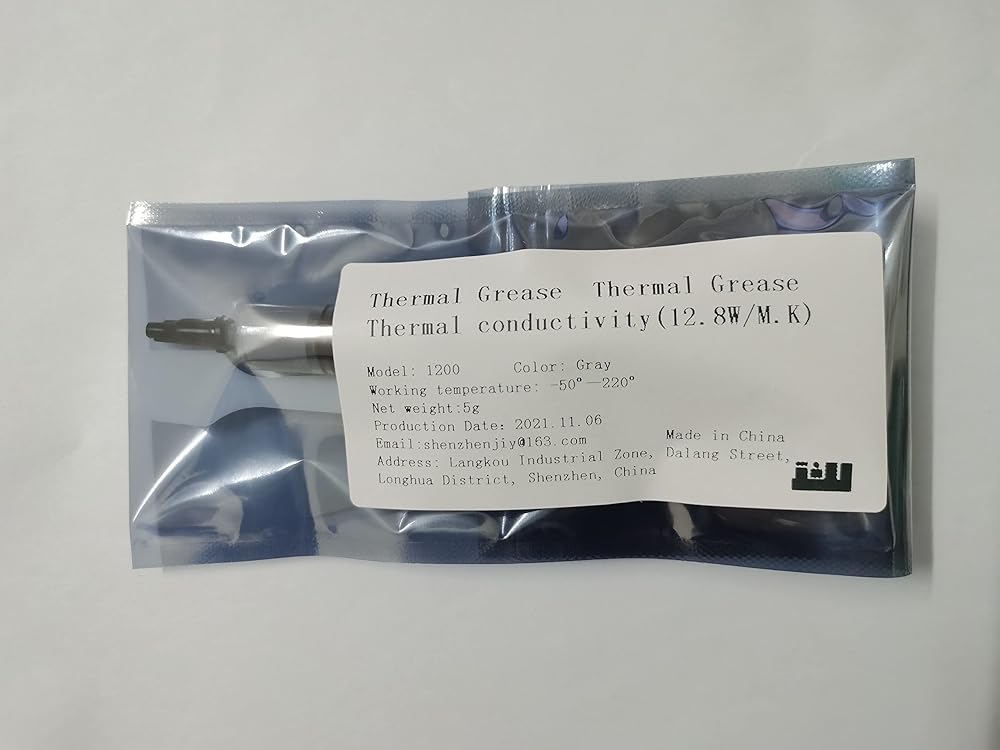 Thermal Grease Thermal Grease
Thermal conductivity(12.8W/M.K)
Model: 1200 Color: Gray
Working temperature: -50°—220°
Net weight:5g
Production Date: 2021.11.06
Email:shenzhenjiy@163.com
Made in China
Address: Langkou Industrial Zone, Dalang Street,
Longhua District, Shenzhen, China